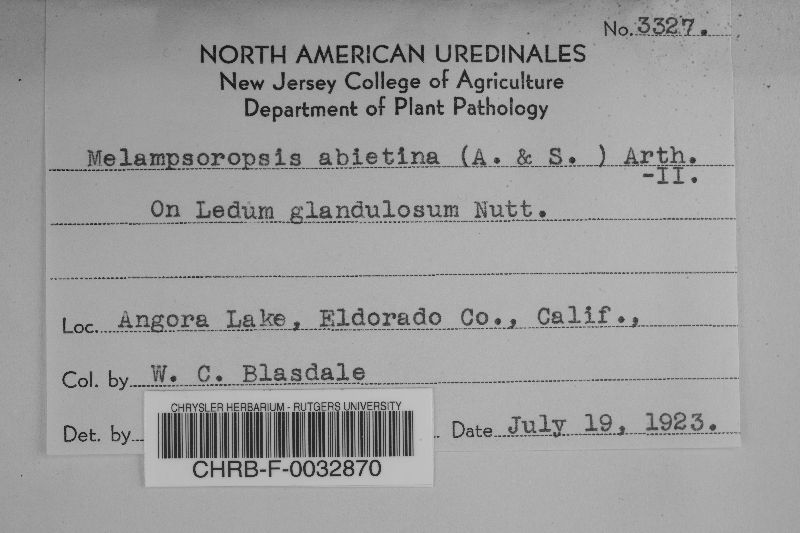 No. 3327.
NORTH AMERICAN UREDINALES
New Jersey College of Agriculture
Department of Plant Pathology
Melampsoropsis abietina (A. & S. ) Arth.
-II.
On Ledum glandulosum Nutt.
Loc. Angora Lake, Eldorado Co., Calif.,
Col. by W. C. Blasdale
Det. by Date July 19, 1923.
CHRYSLER HERBARIUM - RUTGERS UNIVERSITY
CHRB-F-0032870